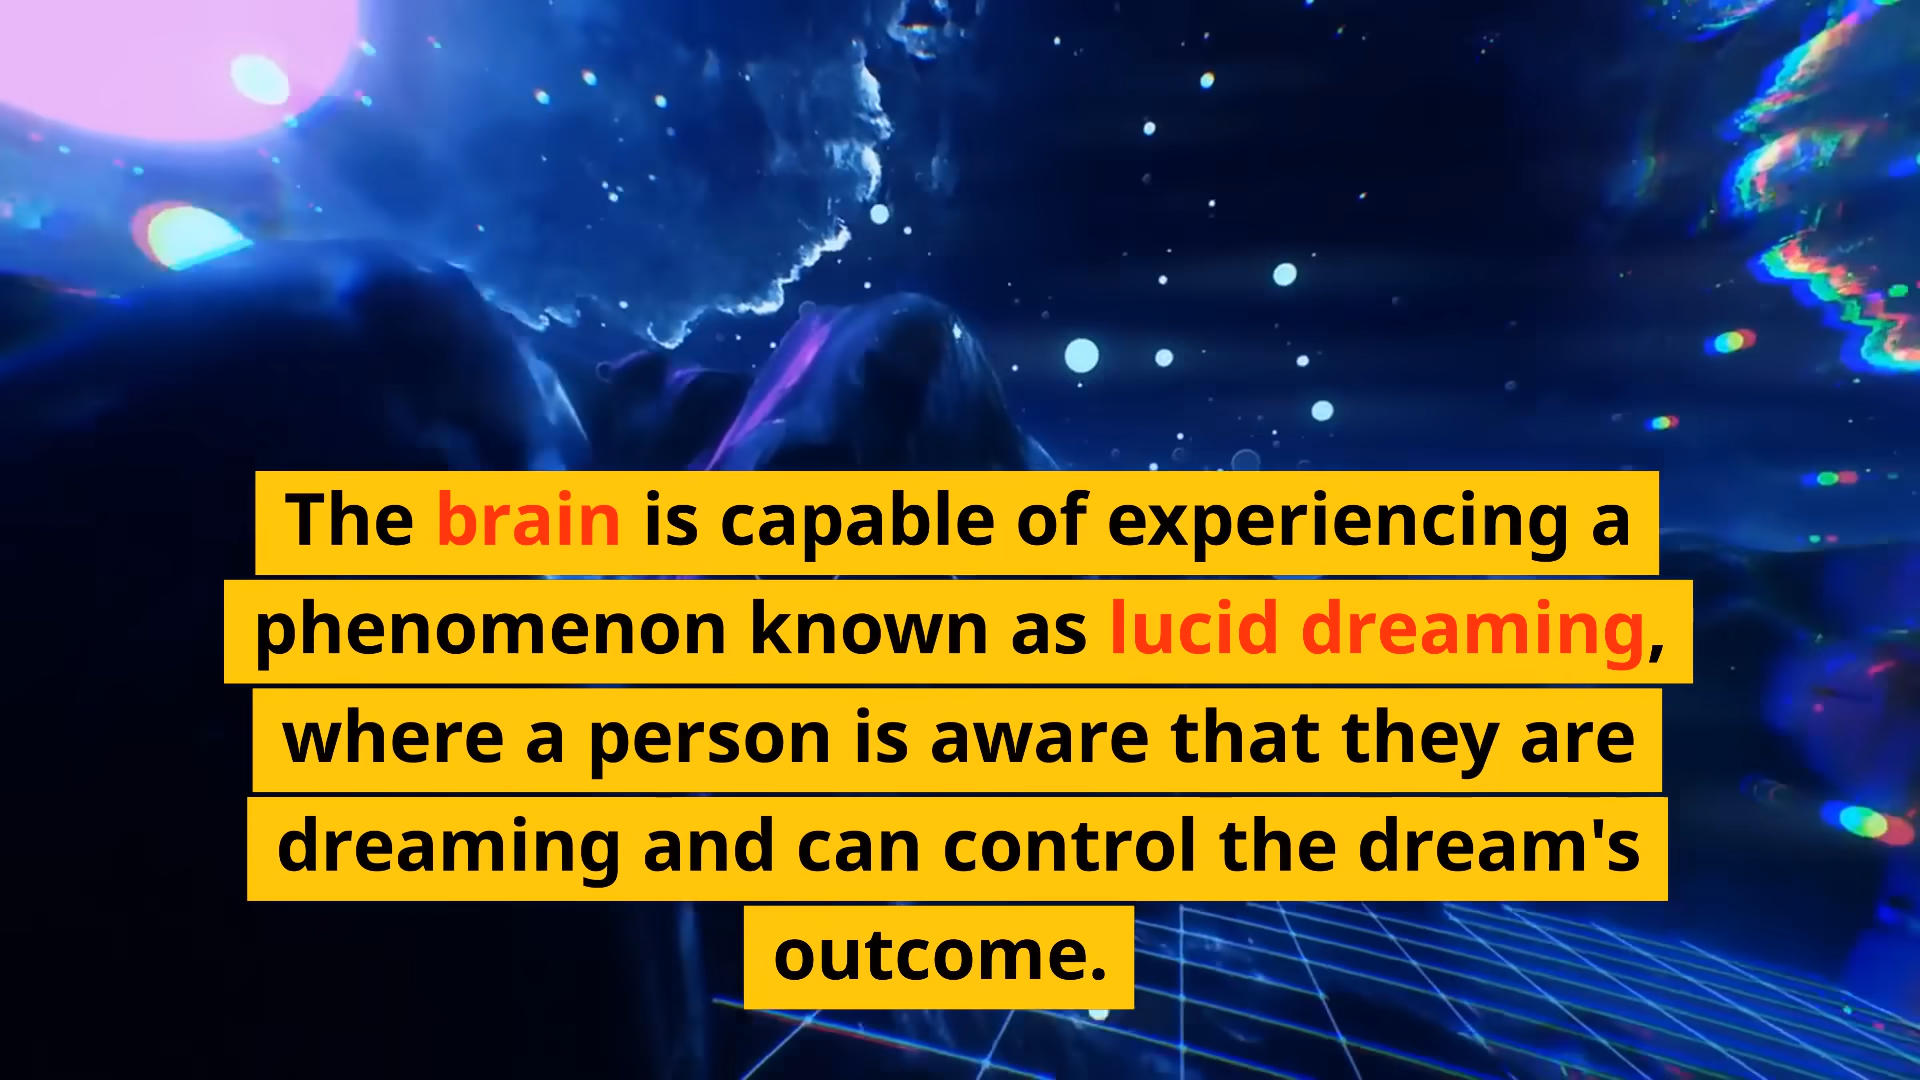 The brain is capable of experiencing a
phenomenon known as lucid dreaming,
where a person is aware that they are
dreaming and can control the dream's
outcome.